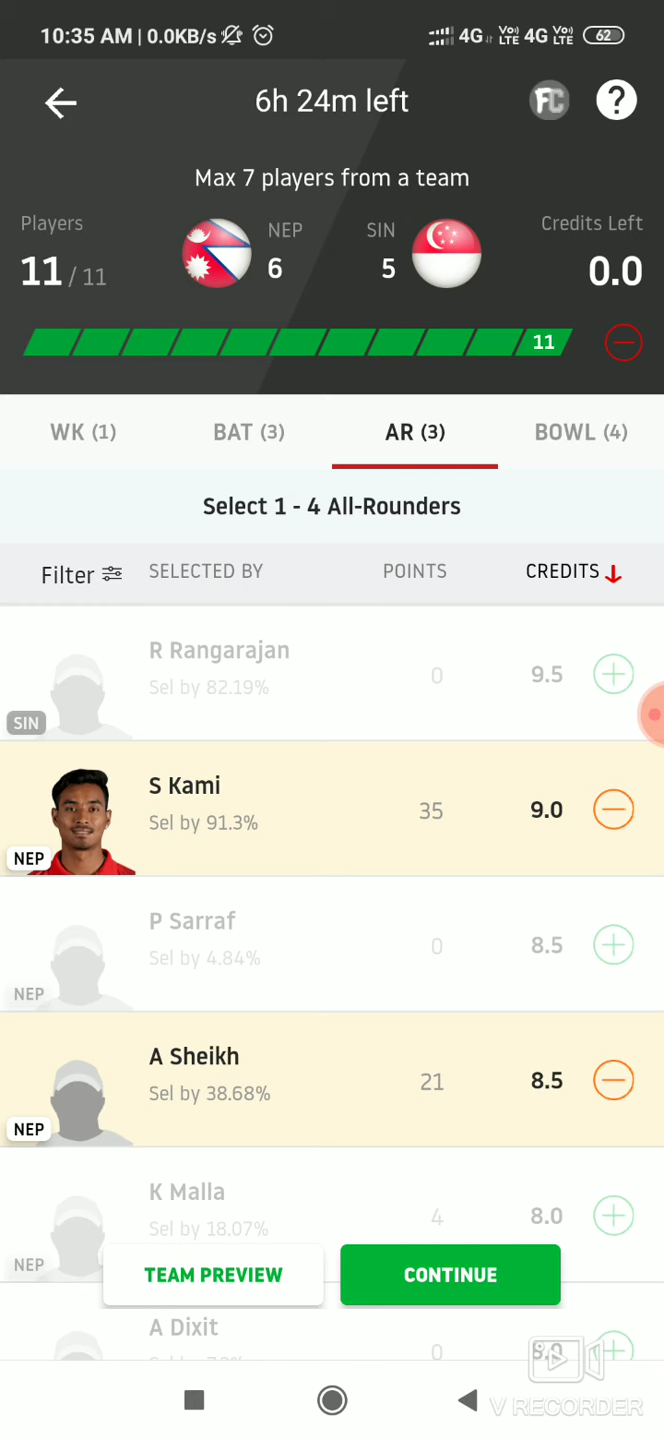 10:35 AM | 0.0KB/s 4G VoLTE 4G VoLTE 62
6h 24m left
FC ?
Max 7 players from a team
Players NEP SIN Credits Left
11 / 11 6 5 0.0
11
WK (1) BAT (3) AR (3) BOWL (4)
Select 1 - 4 All-Rounders
Filter SELECTED BY POINTS CREDITS
R Rangarajan
Sel by 82.19% 0 9.5
SIN
S Kami
Sel by 91.3% 35 9.0
NEP
P Sarraf
Sel by 4.84% 0 8.5
NEP
A Sheikh
Sel by 38.68% 21 8.5
NEP
K Malla
Sel by 18.07% 4 8.0
NEP
TEAM PREVIEW CONTINUE
A Dixit
0 8.0
V RECORDER